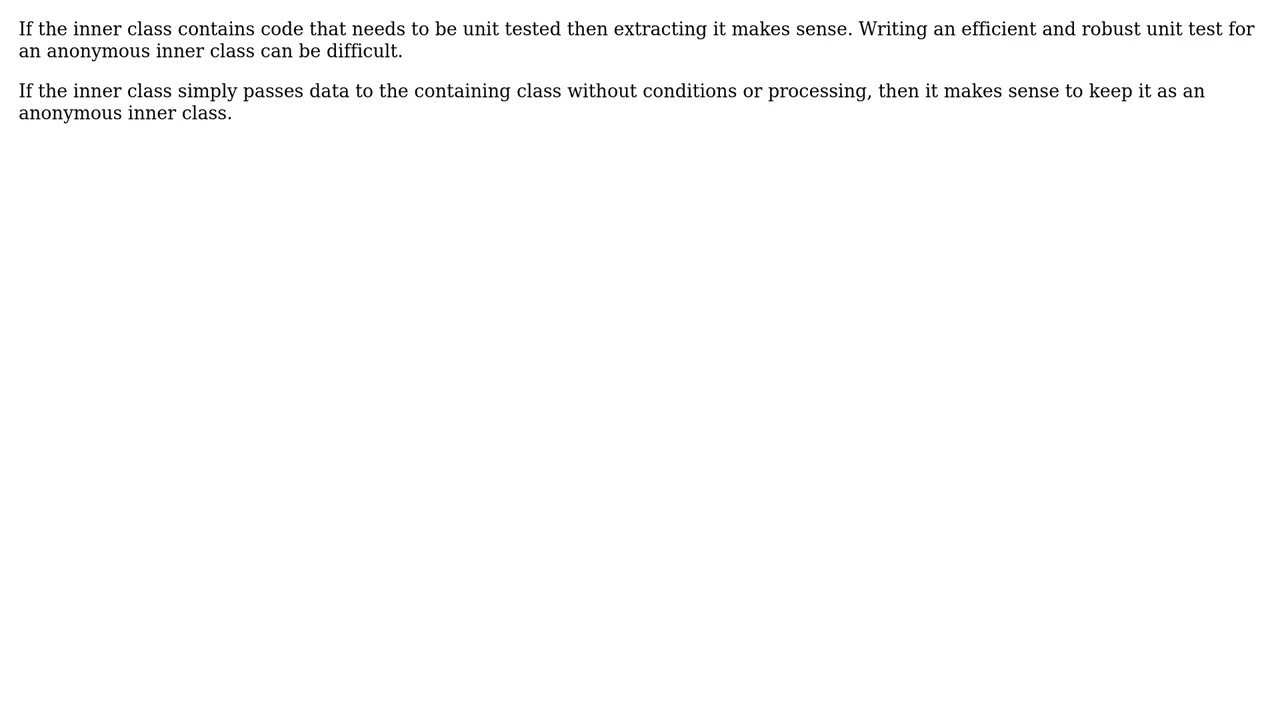 If the inner class contains code that needs to be unit tested then extracting it makes sense. Writing an efficient and robust unit test for
an anonymous inner class can be difficult.
If the inner class simply passes data to the containing class without conditions or processing, then it makes sense to keep it as an
anonymous inner class.